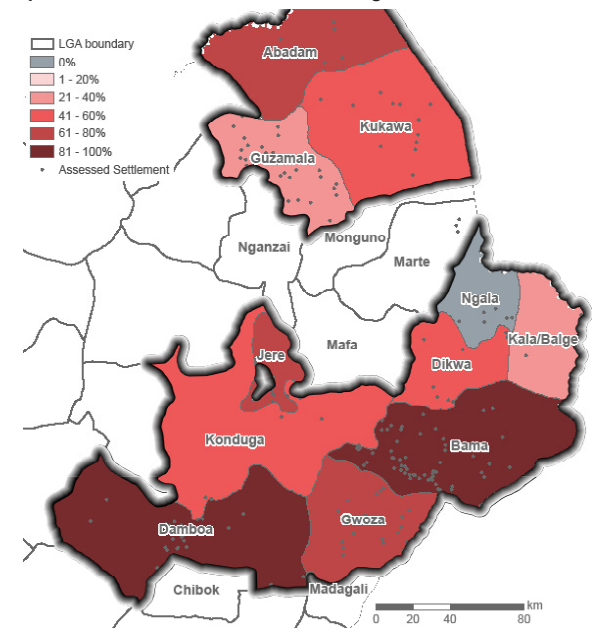 LGA boundary
0%
1 - 20%
21 - 40%
41 - 60%
61 - 80%
81 - 100%
Assessed Settlement
Abadam
Kukawa
Guzamala
Nganzai
Monguno
Marte
Ngala
Mafa
Kala/Balge
Jere
Dikwa
Konduga
Bama
Gwoza
Damboa
Chibok
Madagali
km
0 20 40 80